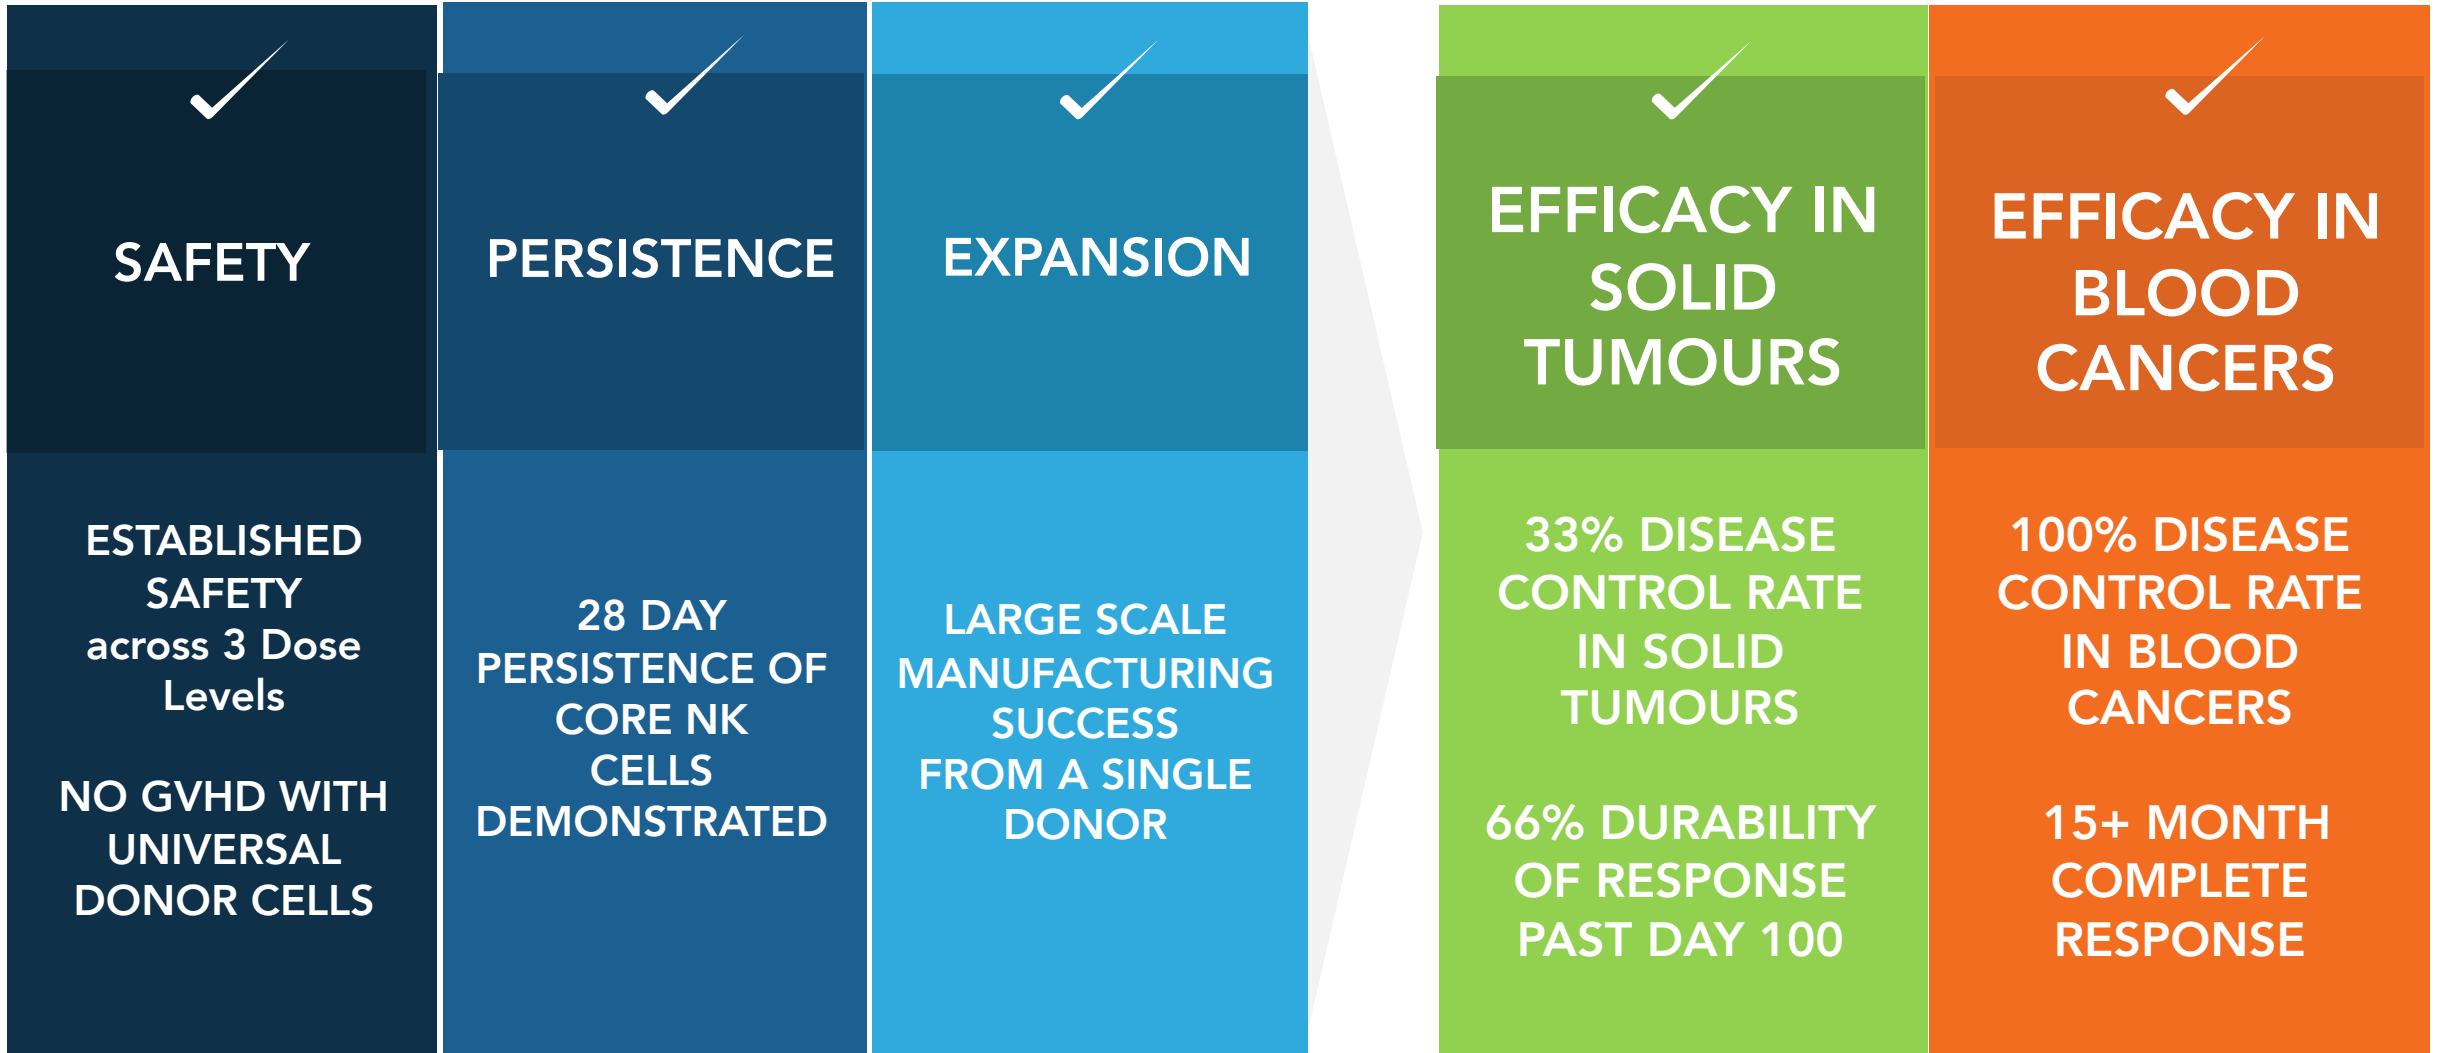 SAFETY
ESTABLISHED
SAFETY
across 3 Dose
Levels
NO GVHD WITH
UNIVERSAL
DONOR CELLS
PERSISTENCE
28 DAY
PERSISTENCE OF
CORE NK
CELLS
DEMONSTRATED
EXPANSION
LARGE SCALE
MANUFACTURING
SUCCESS
FROM A SINGLE
DONOR
EFFICACY IN
SOLID
TUMOURS
33% DISEASE
CONTROL RATE
IN SOLID
TUMOURS
66% DURABILITY
OF RESPONSE
PAST DAY 100
EFFICACY IN
BLOOD
CANCERS
100% DISEASE
CONTROL RATE
IN BLOOD
CANCERS
15+ MONTH
COMPLETE
RESPONSE